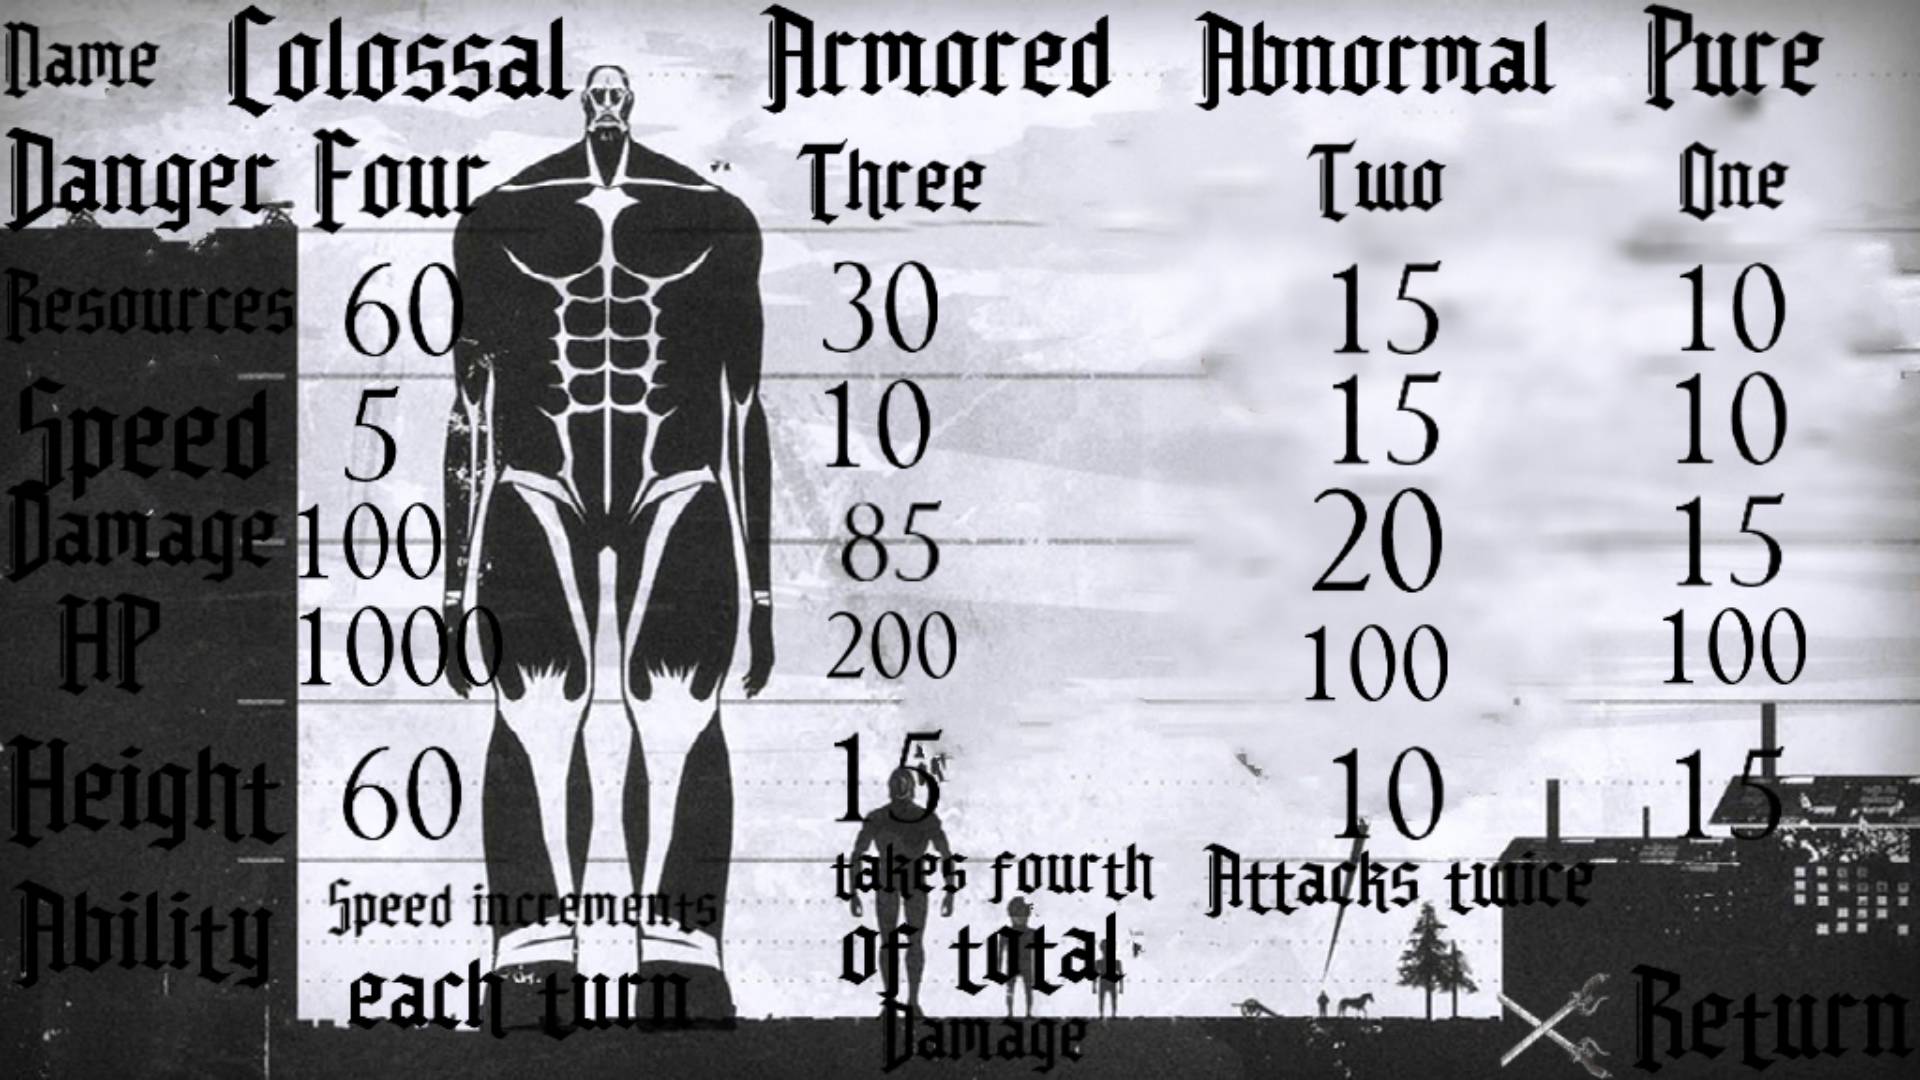 Name Colossal Armored Abnormal Pure
Danger Four Three Two One
Resources 60 30 15 10
Speed 5 10 15 10
Damage 100 85 20 15
HP 1000 200 100 100
Height 60 15 10 15
Ability Speed increments takes fourth Attacks twice
each turn of total
Damage
Return